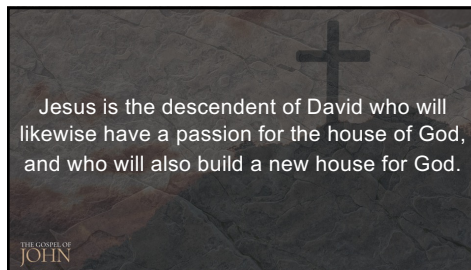 Jesus is the descendent of David who will
likewise have a passion for the house of God,
and who will also build a new house for God.
THE GOSPEL OF
JOHN